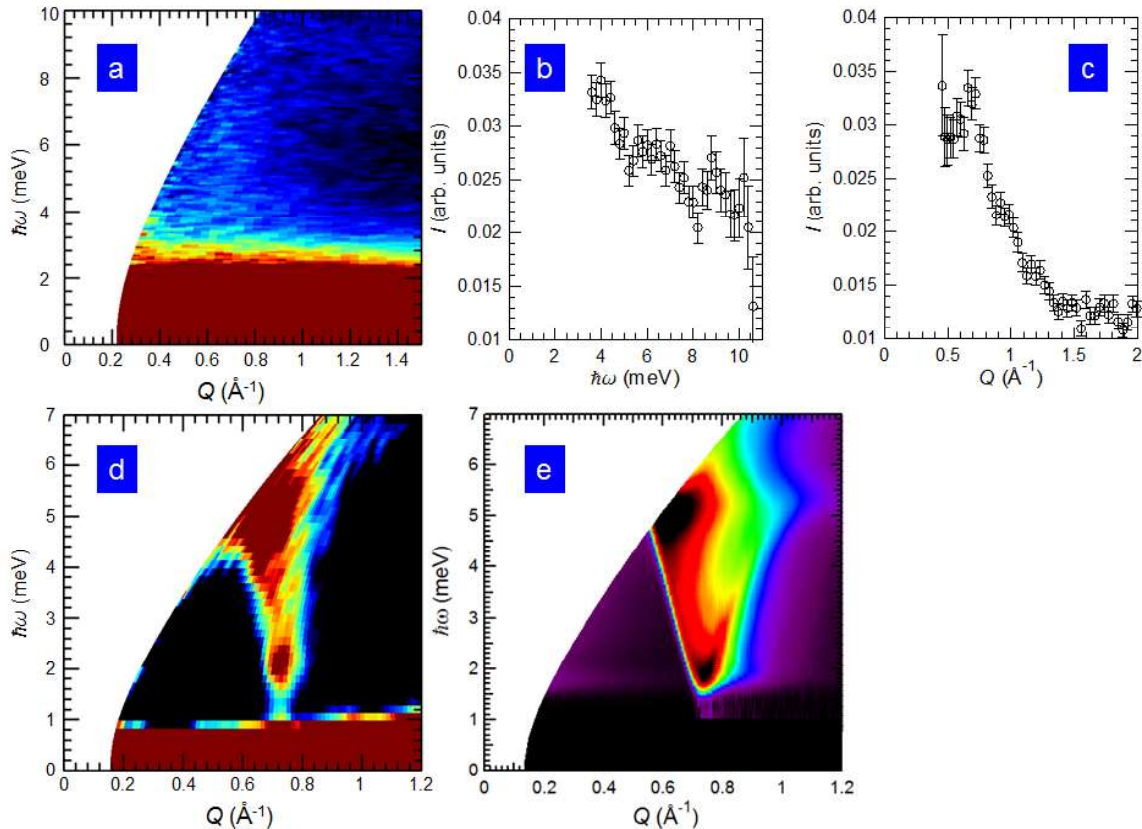 a
10
8
6
4
2
0
ħω (meV)
0 0.2 0.4 0.6 0.8 1.0 1.2 1.4
Q (Å-1)
b
0.04
0.035
0.03
0.025
0.02
0.015
0.01
I (arb. units)
0 2 4 6 8 10
ħω (meV)
c
0.04
0.035
0.03
0.025
0.02
0.015
0.01
I (arb. units)
0 0.5 1 1.5 2
Q (Å-1)
d
7
6
5
4
3
2
1
0
ħω (meV)
0 0.2 0.4 0.6 0.8 1 1.2
Q (Å-1)
e
7
6
5
4
3
2
1
0
ħω (meV)
0 0.2 0.4 0.6 0.8 1.0 1.2
Q (Å-1)